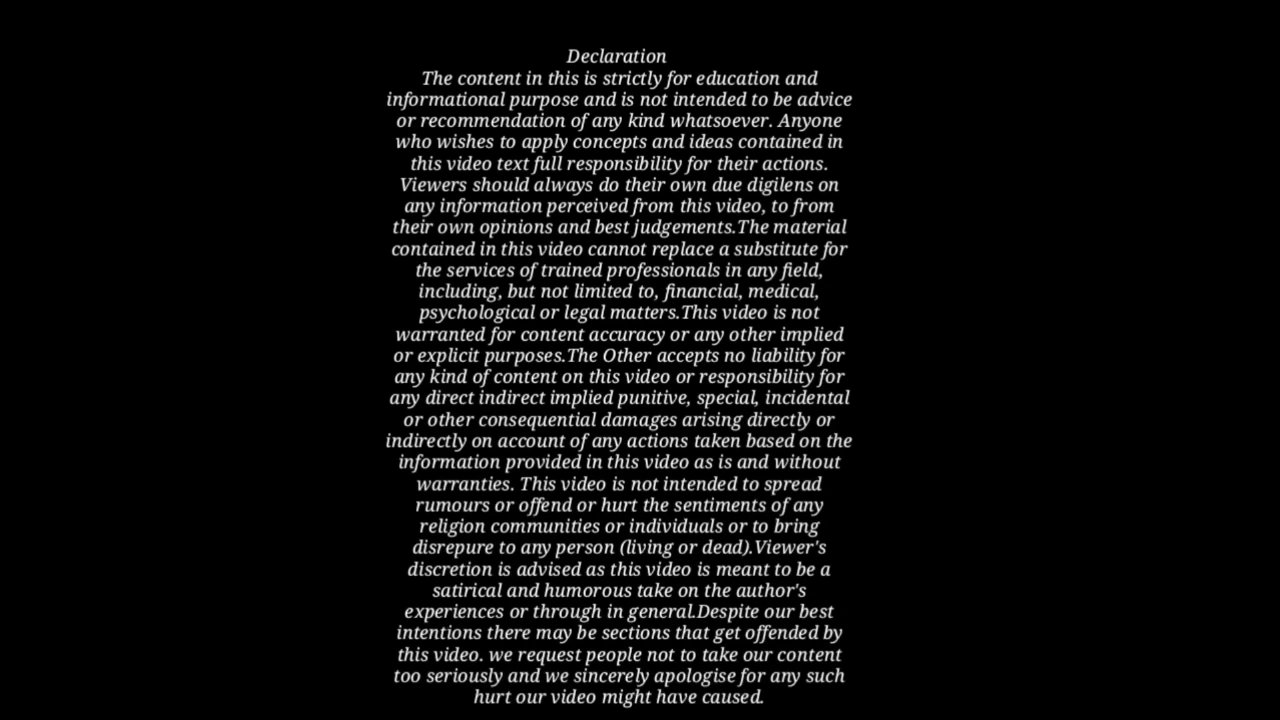 Declaration
The content in this is strictly for education and
informational purpose and is not intended to be advice
or recommendation of any kind whatsoever. Anyone
who wishes to apply concepts and ideas contained in
this video text full responsibility for their actions.
Viewers should always do their own due digilens on
any information perceived from this video, to from
their own opinions and best judgements.The material
contained in this video cannot replace a substitute for
the services of trained professionals in any field,
including, but not limited to, financial, medical,
psychological or legal matters.This video is not
warranted for content accuracy or any other implied
or explicit purposes.The Other accepts no liability for
any kind of content on this video or responsibility for
any direct indirect implied punitive, special, incidental
or other consequential damages arising directly or
indirectly on account of any actions taken based on the
information provided in this video as is and without
warranties. This video is not intended to spread
rumours or offend or hurt the sentiments of any
religion communities or individuals or to bring
disrepure to any person (living or dead).Viewer's
discretion is advised as this video is meant to be a
satirical and humorous take on the author's
experiences or through in general.Despite our best
intentions there may be sections that get offended by
this video. we request people not to take our content
too seriously and we sincerely apologise for any such
hurt our video might have caused.